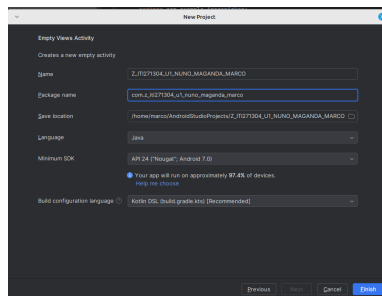 New Project
Empty Views Activity
Creates a new empty activity
Name
Z_ITI271304_U1_NUNO_MAGANDA_MARCO
Package name
com.z_iti271304_u1_nuno_maganda_marco
Save location
/home/marco/AndroidStudioProjects/Z_ITI271304_U1_NUNO_MAGANDA_MARCO
Language
Java
Minimum SDK
API 24 ("Nougat"; Android 7.0)
Your app will run on approximately 97.4% of devices.
Help me choose
Build configuration language
Kotlin DSL (build.gradle.kts) [Recommended]
Previous Next Cancel Finish